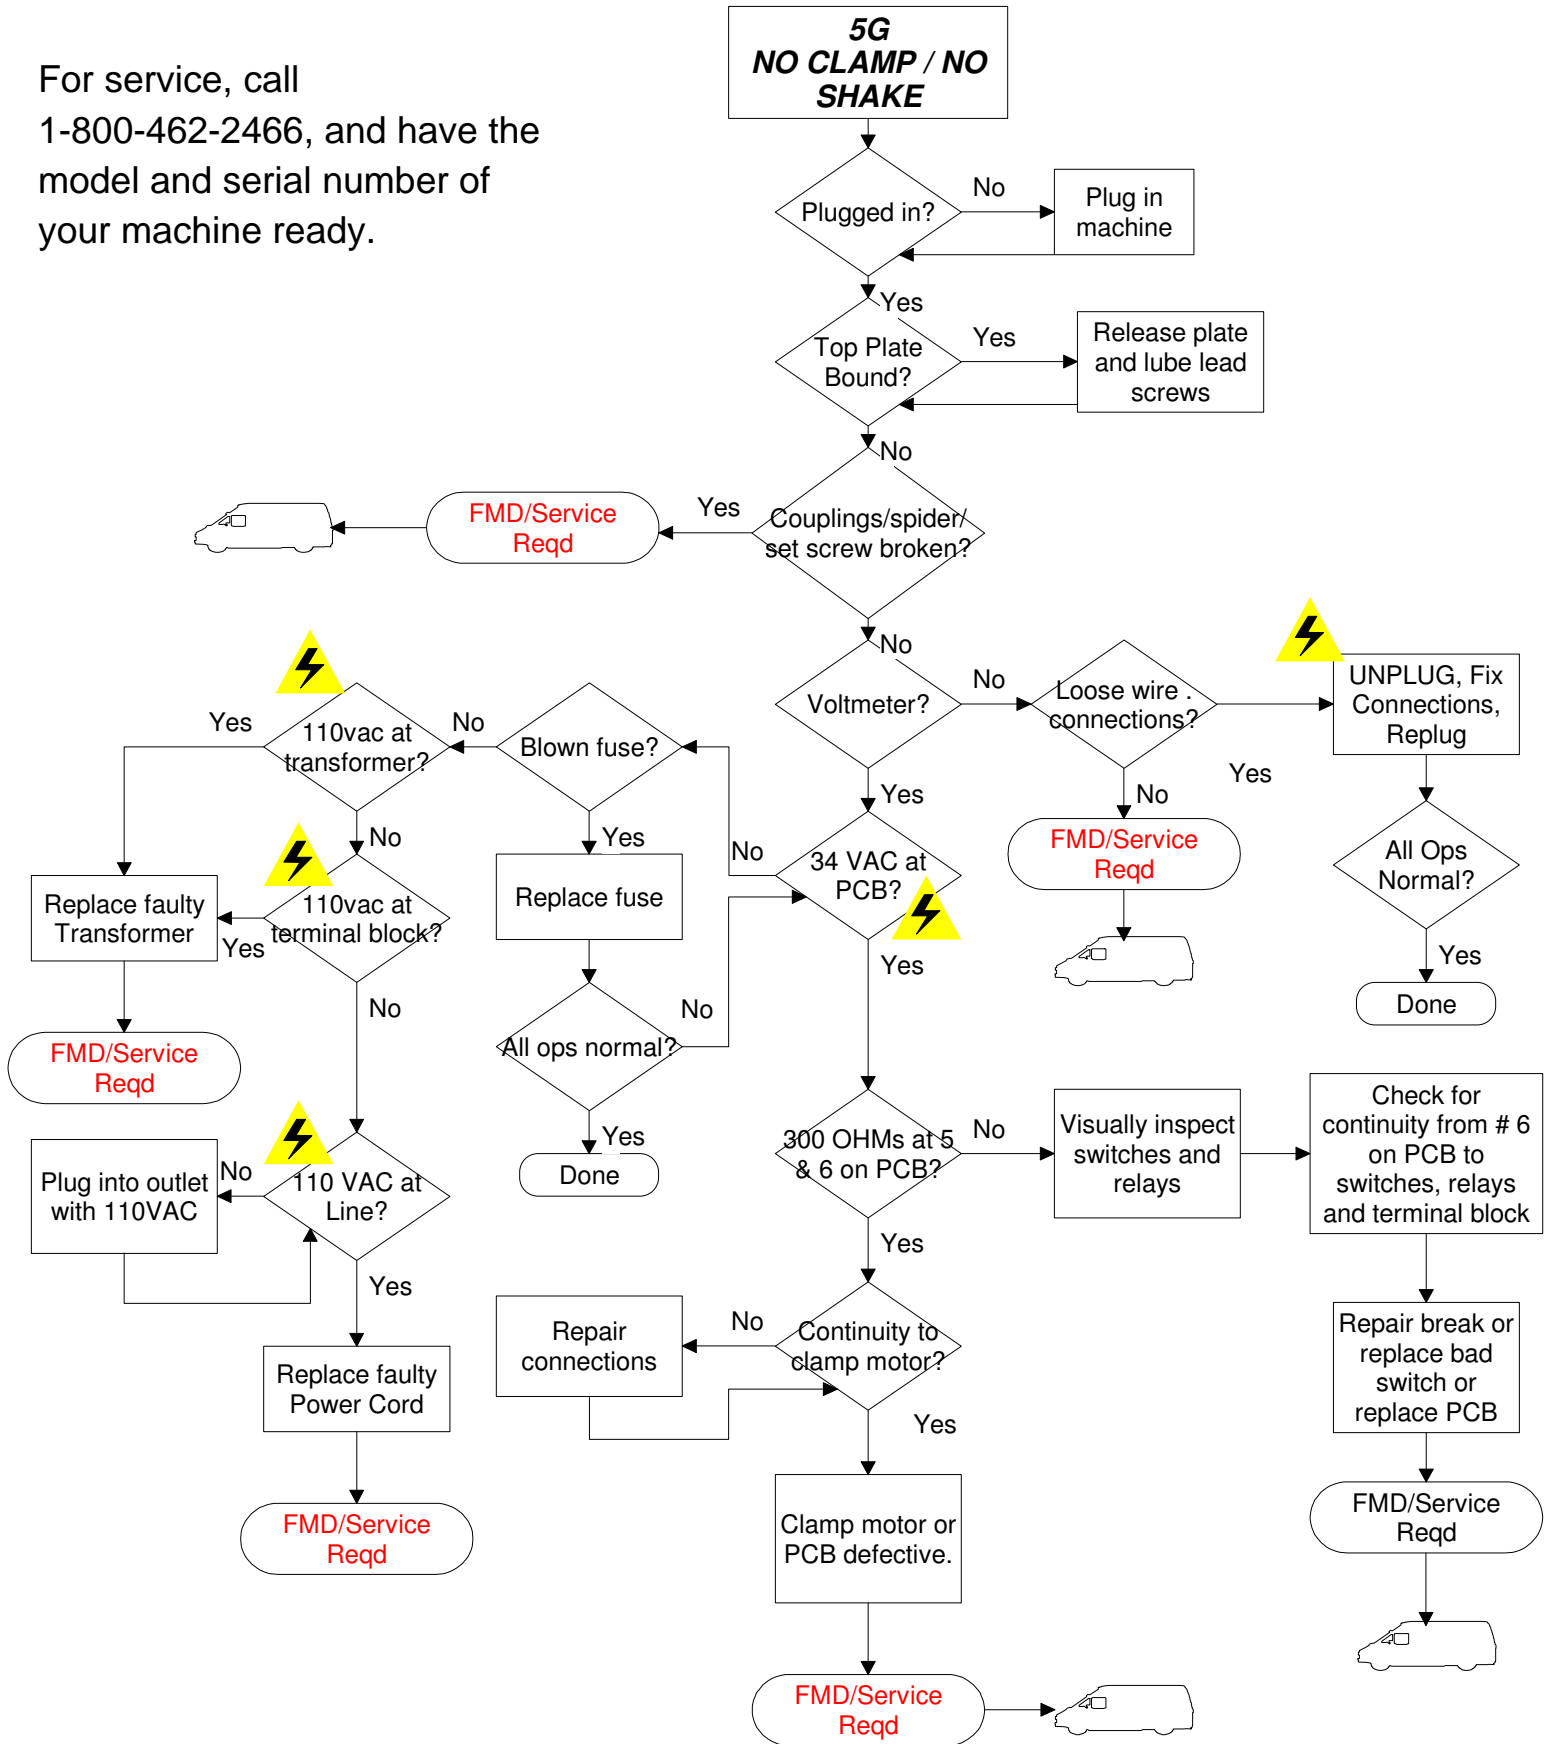 5G
NO CLAMP / NO
SHAKE
For service, call
1-800-462-2466, and have the
model and serial number of
your machine ready.
Plugged in?
No
Plug in
machine
Yes
Top Plate
Bound?
Yes
Release plate
and lube lead
screws
No
Couplings/spider/
set screw broken?
Yes
FMD/Service
Reqd
No
Voltmeter?
No
Loose wire .
connections?
Yes
UNPLUG, Fix
Connections,
Replug
No
FMD/Service
Reqd
All Ops
Normal?
Yes
Done
Yes
34 VAC at
PCB?
No
Blown fuse?
No
110vac at
transformer?
Yes
Yes
Replace fuse
All ops normal?
No
Yes
Done
No
110vac at
terminal block?
Yes
Replace faulty
Transformer
FMD/Service
Reqd
No
110 VAC at
Line?
No
Plug into outlet
with 110VAC
Yes
Replace faulty
Power Cord
FMD/Service
Reqd
Yes
300 OHMs at 5
& 6 on PCB?
No
Visually inspect
switches and
relays
Check for
continuity from # 6
on PCB to
switches, relays
and terminal block
Repair break or
replace bad
switch or
replace PCB
FMD/Service
Reqd
Yes
Continuity to
clamp motor?
No
Repair
connections
Yes
Clamp motor or
PCB defective.
FMD/Service
Reqd